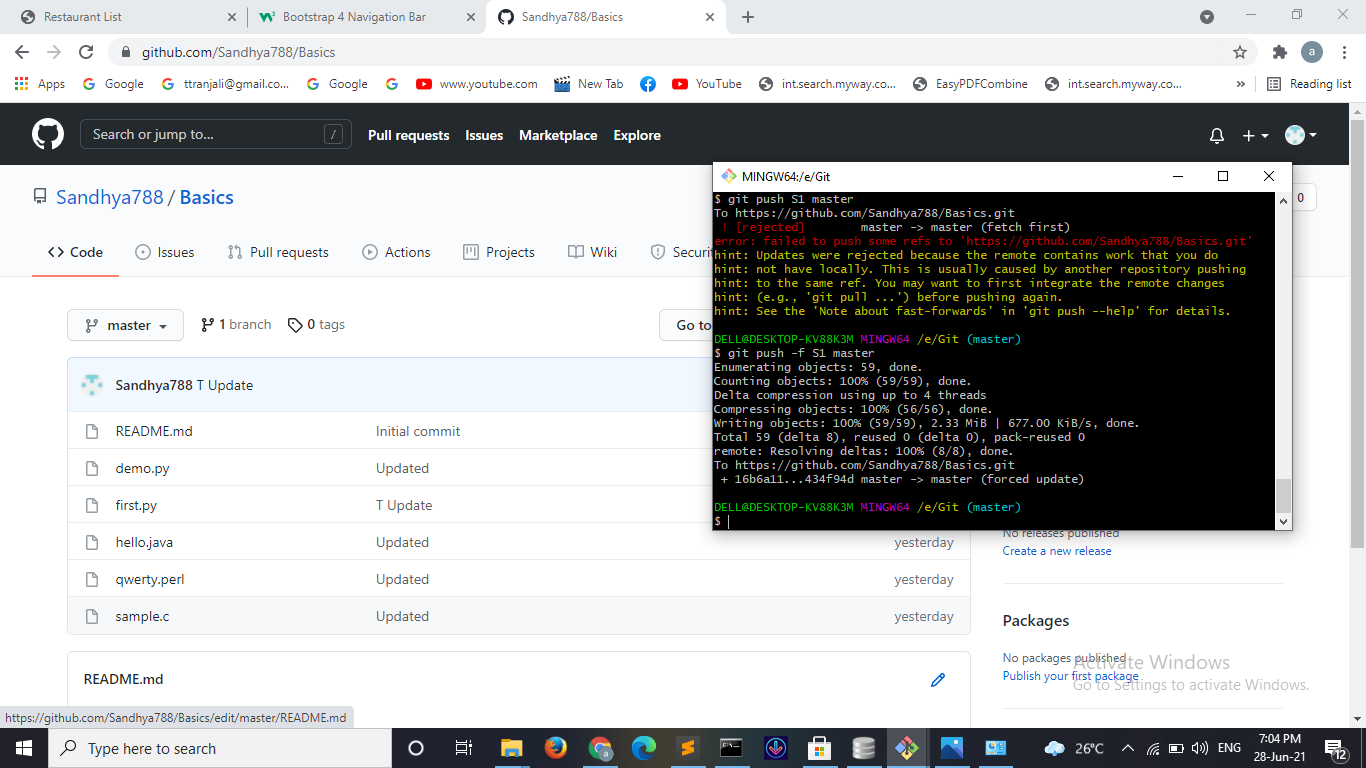 Restaurant List
Bootstrap 4 Navigation Bar
Sandhya788/Basics
github.com/Sandhya788/Basics
a
Apps
Google
ttranjali@gmail.co...
Google
www.youtube.com
New Tab
YouTube
int.search.myway.co...
EasyPDFCombine
int.search.myway.co...
»
Reading list
Search or jump to...
/
Pull requests
Issues
Marketplace
Explore
Sandhya788 / Basics
0
<> Code
Issues
Pull requests
Actions
Projects
Wiki
Securi
master
1 branch
0 tags
Go to
Sandhya788 T Update
README.md Initial commit
demo.py Updated
first.py T Update
hello.java Updated yesterday
qwerty.perl Updated yesterday
sample.c Updated yesterday
README.md
MINGW64:/e/Git
$ git push S1 master
To https://github.com/Sandhya788/Basics.git
! [rejected] master -> master (fetch first)
error: failed to push some refs to 'https://github.com/Sandhya788/Basics.git'
hint: Updates were rejected because the remote contains work that you do
hint: not have locally. This is usually caused by another repository pushing
hint: to the same ref. You may want to first integrate the remote changes
hint: (e.g., 'git pull ...') before pushing again.
hint: See the 'Note about fast-forwards' in 'git push --help' for details.
DELL@DESKTOP-KV88K3M MINGW64 /e/Git (master)
$ git push -f S1 master
Enumerating objects: 59, done.
Counting objects: 100% (59/59), done.
Delta compression using up to 4 threads
Compressing objects: 100% (56/56), done.
Writing objects: 100% (59/59), 2.33 MiB | 677.00 KiB/s, done.
Total 59 (delta 8), reused 0 (delta 0), pack-reused 0
remote: Resolving deltas: 100% (8/8), done.
To https://github.com/Sandhya788/Basics.git
+ 16b6a11...434f94d master -> master (forced update)
DELL@DESKTOP-KV88K3M MINGW64 /e/Git (master)
$
No releases published
Create a new release
Packages
No packages published
Publish your first package
Activate Windows
Go to Settings to activate Windows.
https://github.com/Sandhya788/Basics/edit/master/README.md
Type here to search
26°C
ENG
7:04 PM
28-Jun-21
12